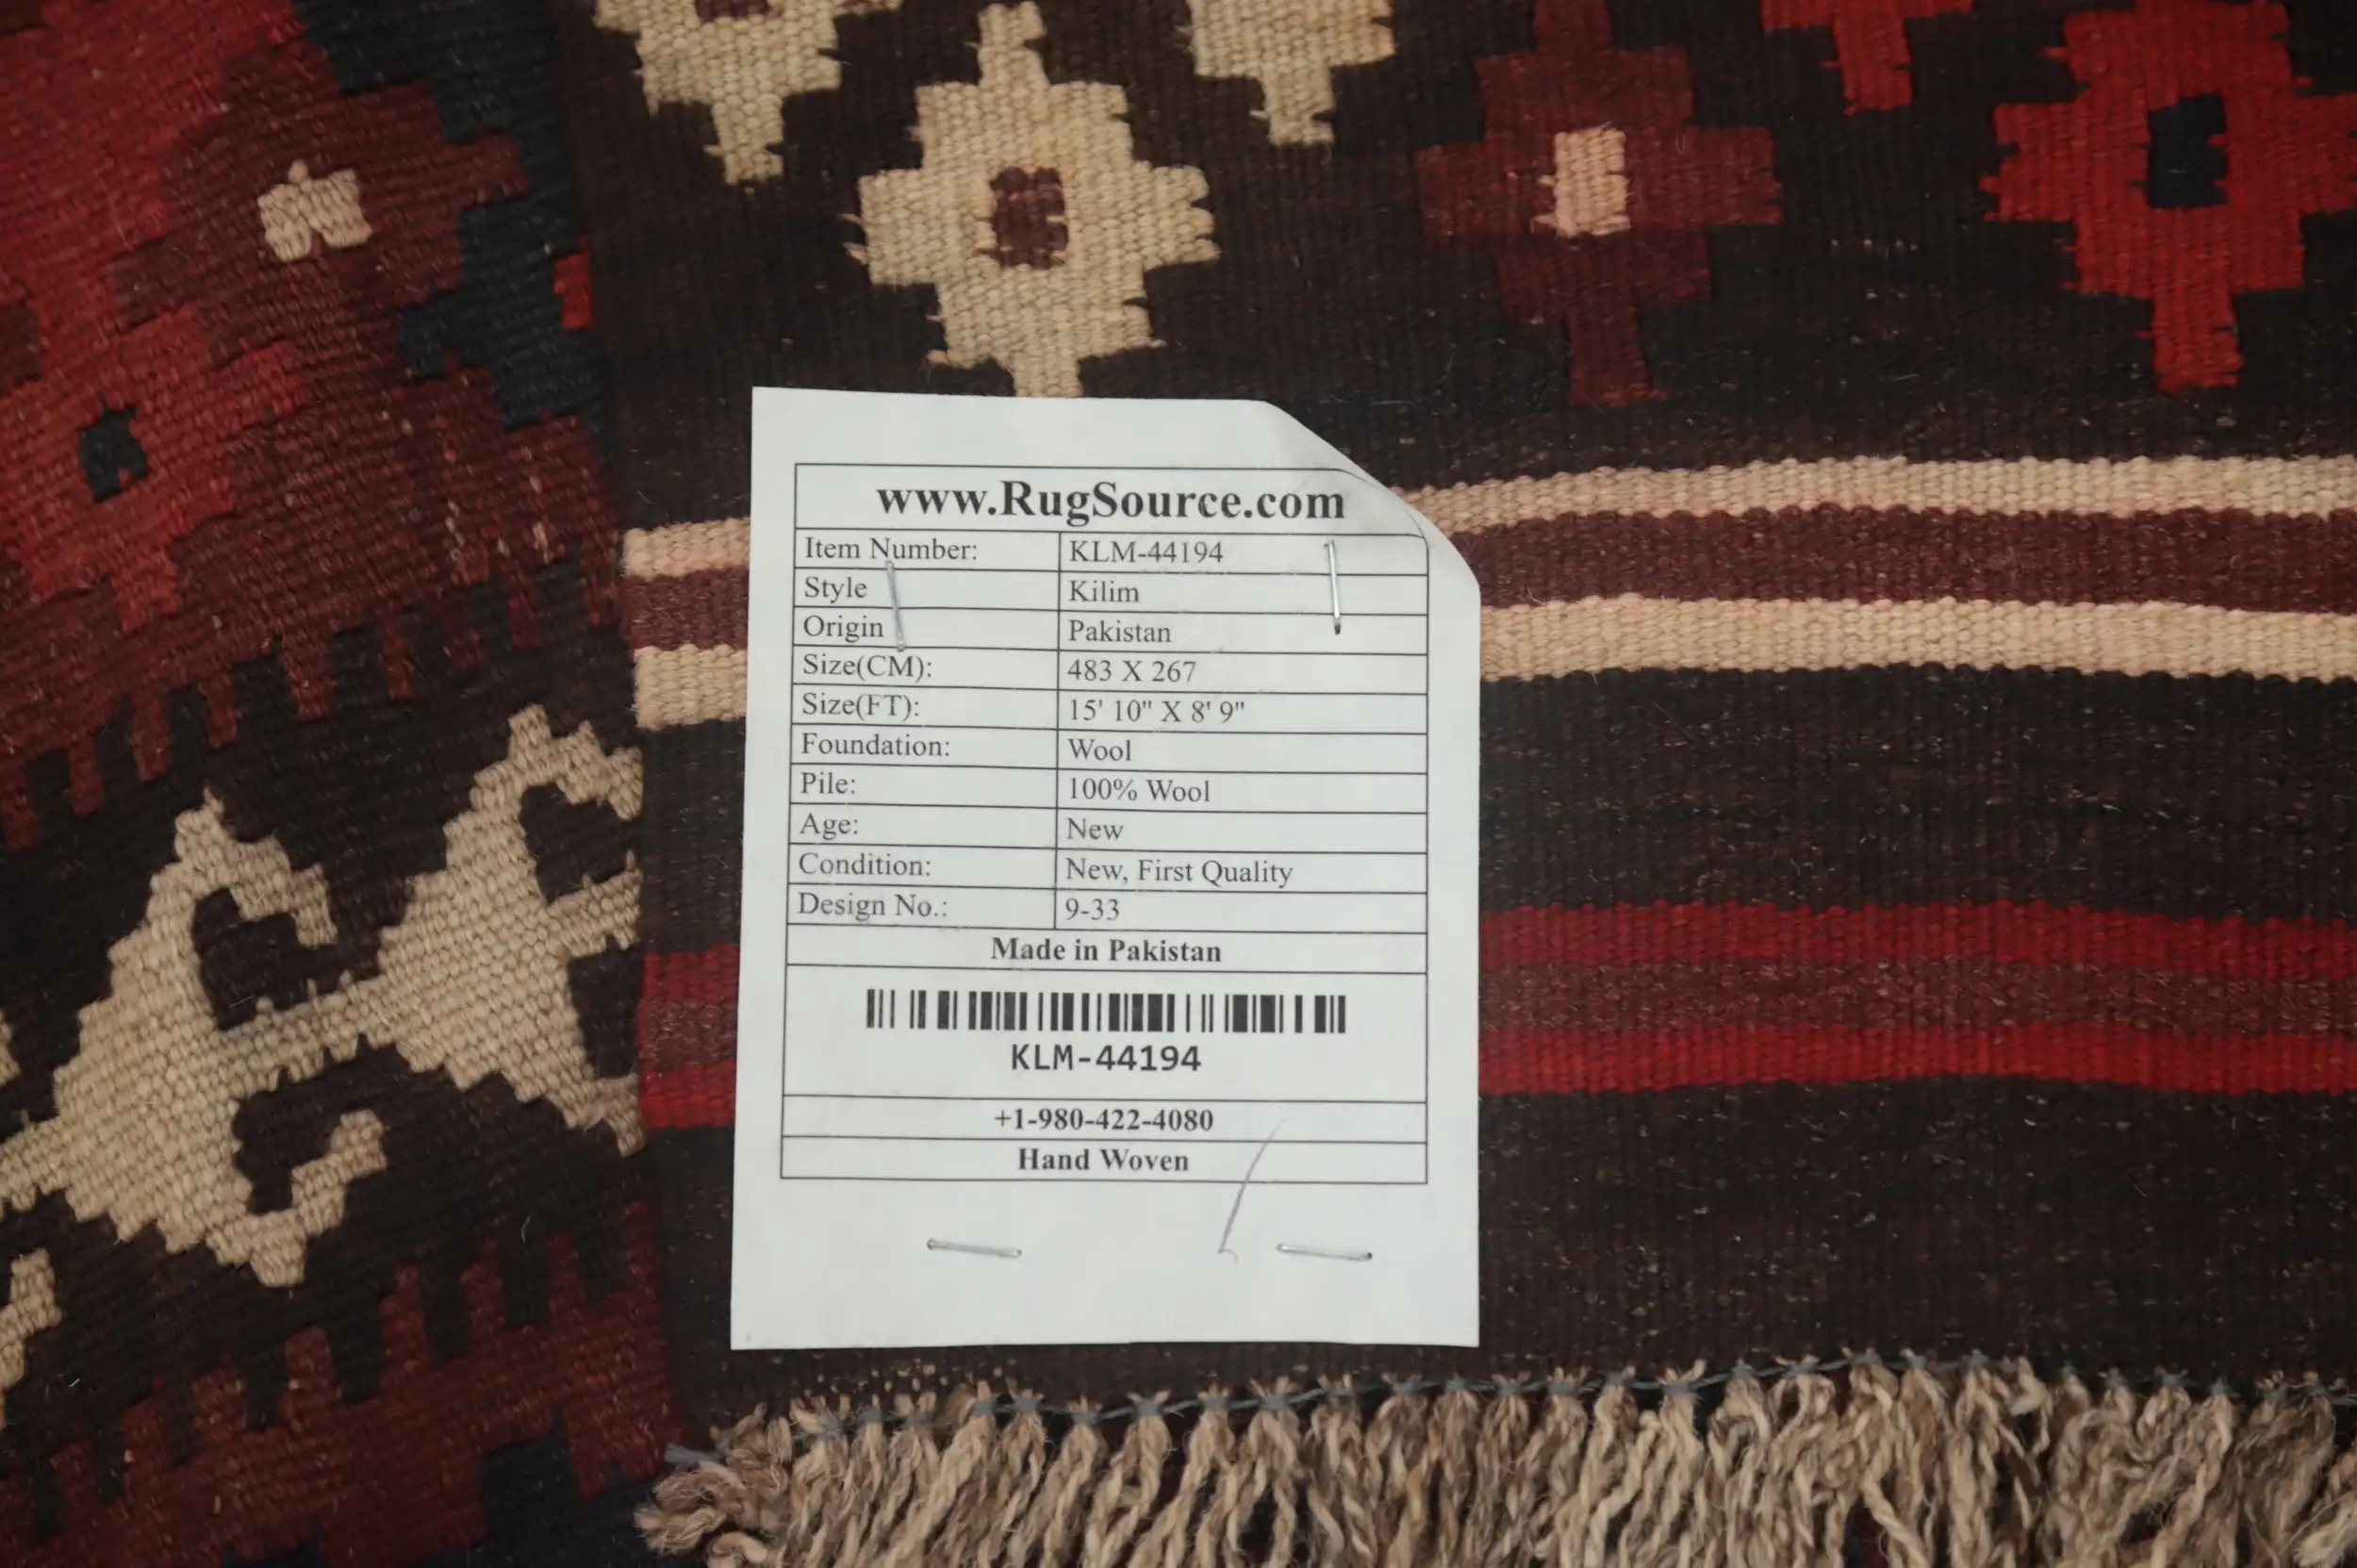 www.RugSource.com
Item Number: KLM-44194
Style Kilim
Origin Pakistan
Size(CM): 483 X 267
Size(FT): 15' 10" X 8' 9"
Foundation: Wool
Pile: 100% Wool
Age: New
Condition: New, First Quality
Design No.: 9-33
Made in Pakistan
KLM-44194
+1-980-422-4080
Hand Woven